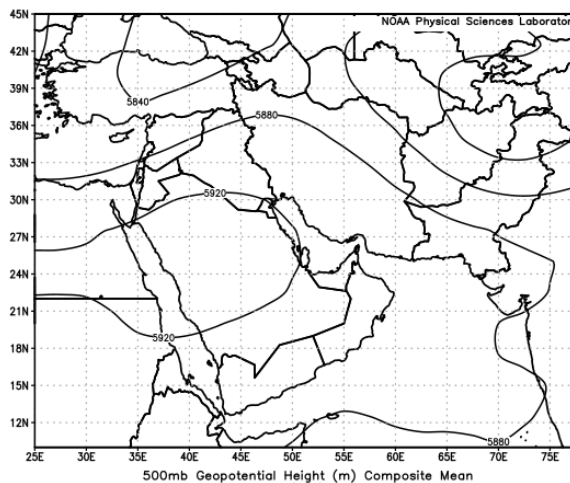 NOAA Physical Sciences Laborator
45N
42N
39N
36N
33N
30N
27N
24N
21N
18N
15N
12N
5840
5880
5920
5920
5880
25E 30E 35E 40E 45E 50E 55E 60E 65E 70E 75E
500mb Geopotential Height (m) Composite Mean